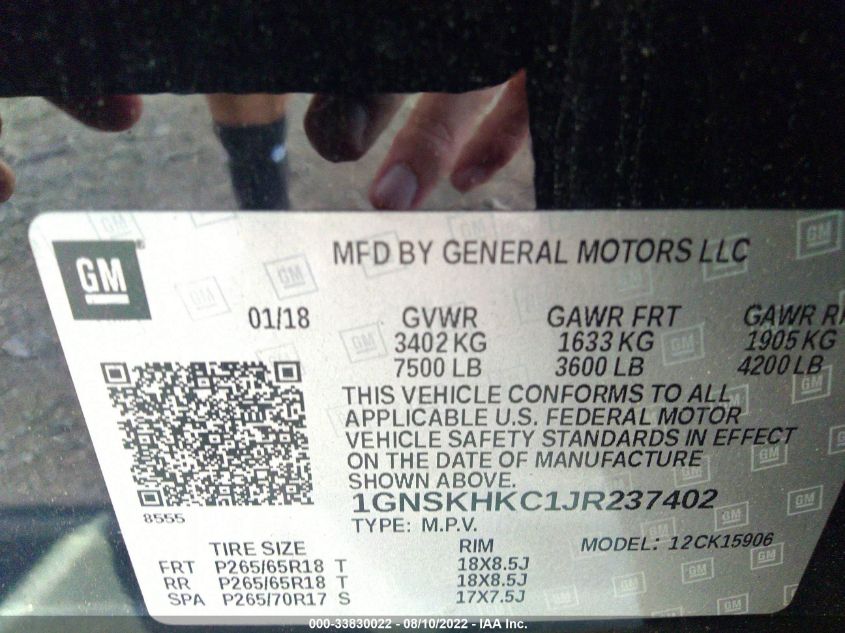 MFD BY GENERAL MOTORS LLC
GM
01/18 GVWR GAWR FRT GAWR
3402 KG 1633 KG 1905 KG
7500 LB 3600 LB 4200 LB
THIS VEHICLE CONFORMS TO ALL
APPLICABLE U.S. FEDERAL MOTOR
VEHICLE SAFETY STANDARDS IN EFFECT
ON THE DATE OF MANUFACTURE
SHOWN ABOVE.
1GNSKHKC1JR237402
8555
TYPE: M.P.V.
TIRE SIZE RIM MODEL: 12CK15906
FRT P265/65R18 T 18X8.5J
RR P265/65R18 T 18X8.5J
SPA P265/70R17 S 17X7.5J
000-33830022 - 08/10/2022 - IAA Inc.